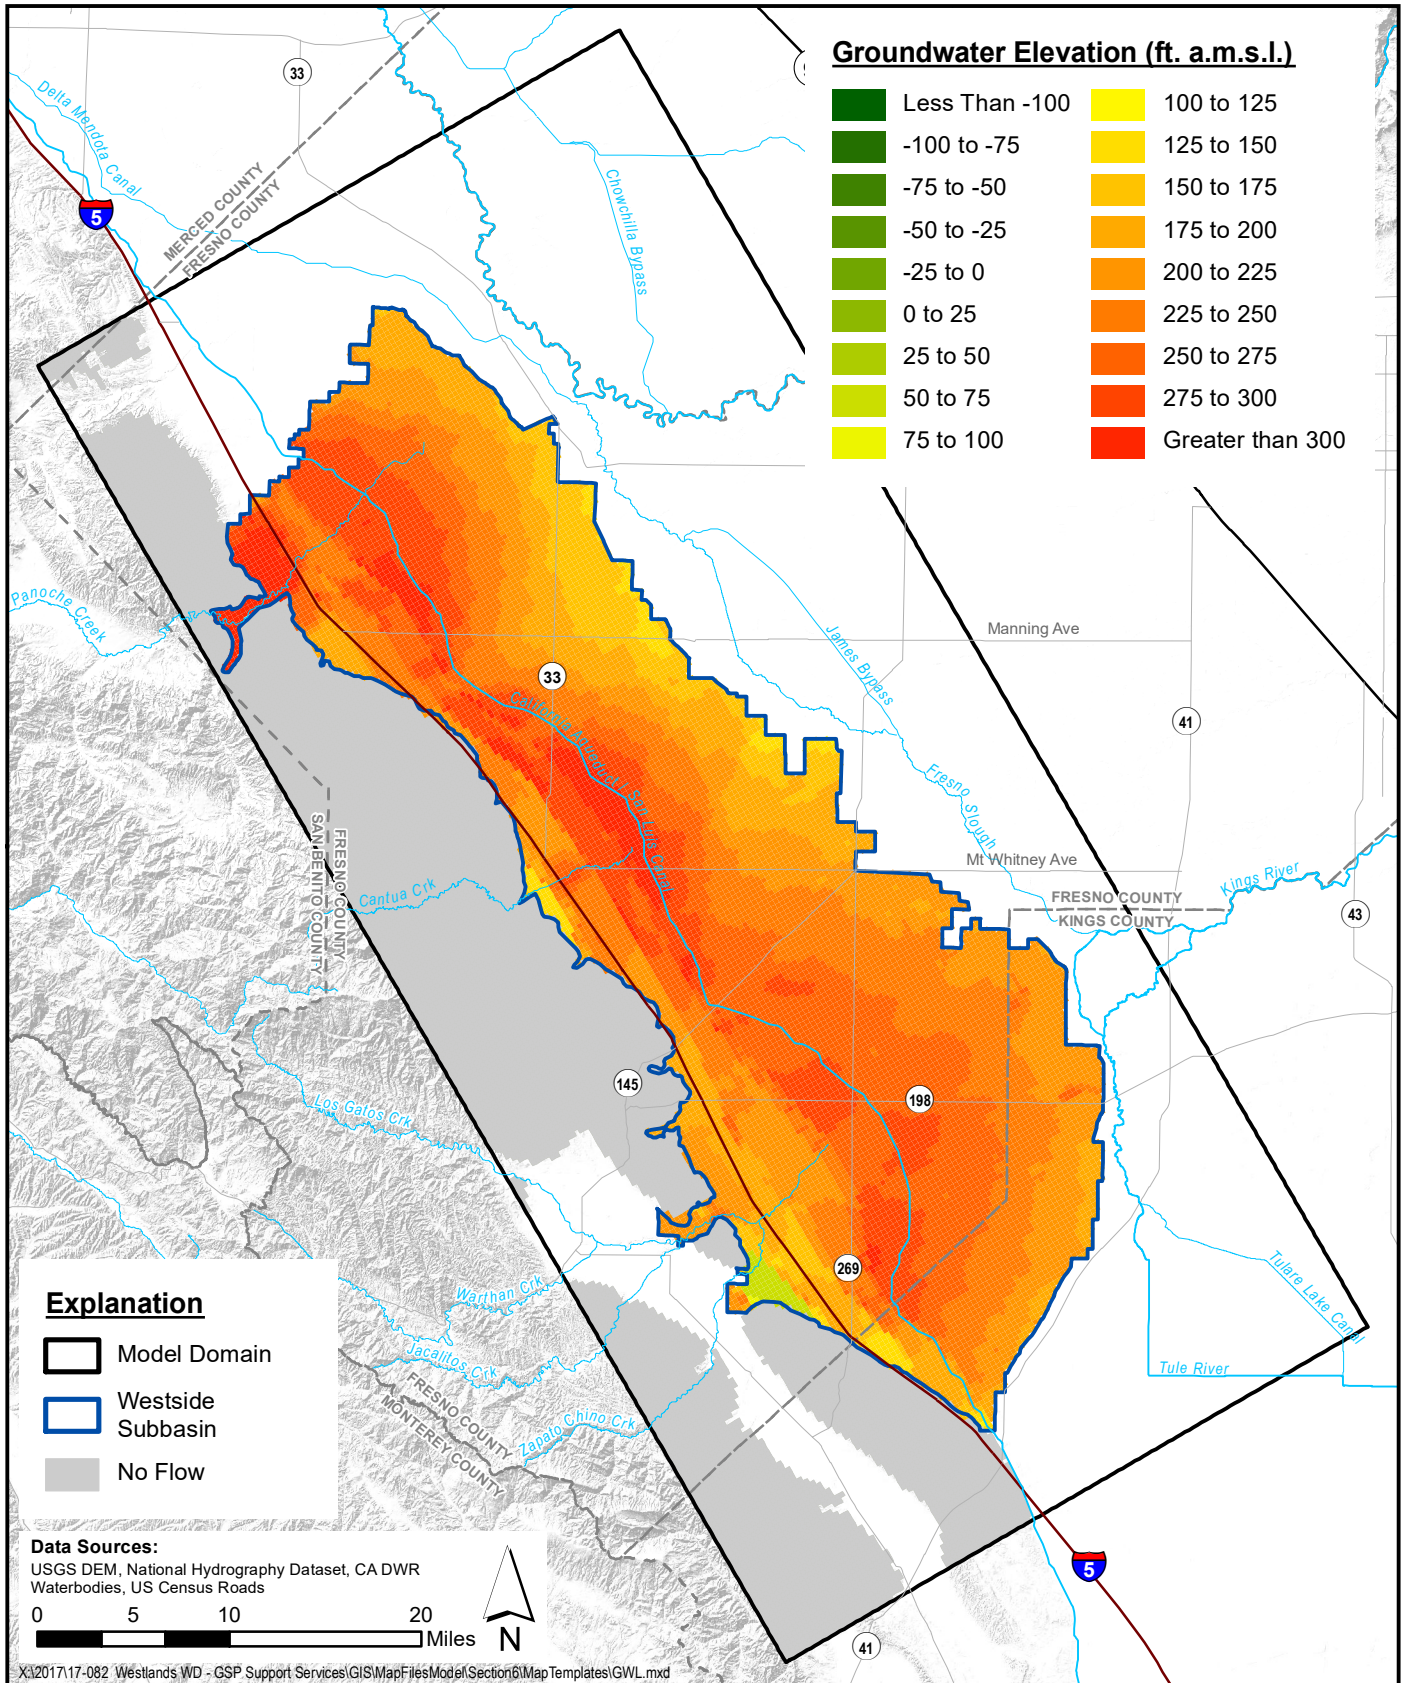 Groundwater Elevation (ft. a.m.s.l.)
Less Than -100
-100 to -75
-75 to -50
-50 to -25
-25 to 0
0 to 25
25 to 50
50 to 75
75 to 100
100 to 125
125 to 150
150 to 175
175 to 200
200 to 225
225 to 250
250 to 275
275 to 300
Greater than 300
33
Delta Mendota Canal
MERCED COUNTY
FRESNO COUNTY
5
Chowchilla Bypass
Panoche Creek
Manning Ave
James Bypass
33
41
California Aqueduct / San Luis Canal
Fresno Slough
SAN BENITO COUNTY
FRESNO COUNTY
Mt Whitney Ave
Kings River
Cantua Crk
FRESNO COUNTY
KINGS COUNTY
43
145
Los Gatos Crk
198
269
Warthan Crk
Jacalitos Crk
Tulare Lake Canal
Tule River
FRESNO COUNTY
MONTEREY COUNTY
Zapato Chino Crk
5
41
Explanation
Model Domain
Westside
Subbasin
No Flow
Data Sources:
USGS DEM, National Hydrography Dataset, CA DWR
Waterbodies, US Census Roads
0 5 10 20
Miles
N
X:\2017\17-082 Westlands WD - GSP Support Services\GIS\MapFilesModel\Section6\MapTemplates\GWL.mxd